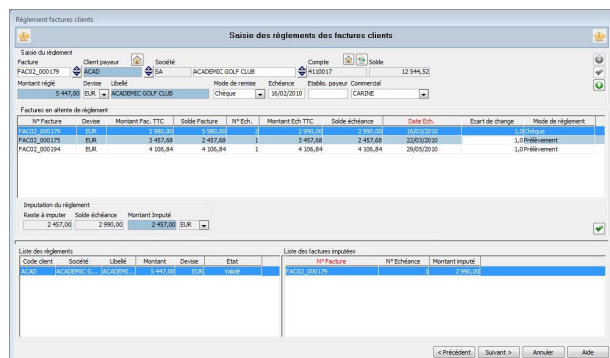 Règlement factures clients
Saisie des règlements des factures clients
Saisie du règlement
Facture Client payeur Société Compte Solde
FAC02_000179 ACAD SA ACADEMIC GOLF CLUB 4110017 12 544,52
Montant réglé Devise Libellé Mode de remise Echéance Etablis. payeur Commercial
5 447,00 EUR ACADEMIC GOLF CLUB Chèque 16/02/2010 CARINE
Factures en attente de règlement
N° Facture Devise Montant Fac. TTC Solde Facture N° Ech. Montant Ech TTC Solde échéance Date Ech. Ecart de change Mode de règlement
FAC02_000179 EUR 5 980,00 5 980,00 2 2 990,00 2 990,00 16/03/2010 1,0 Chèque
FAC02_000175 EUR 3 457,68 2 457,68 1 3 457,68 2 457,68 22/03/2010 1,0 Prélèvement
FAC02_000194 EUR 4 106,84 4 106,84 1 4 106,84 4 106,84 29/05/2010 1,0 Prélèvement
Imputation du règlement
Reste à imputer Solde échéance Montant Imputé
2 457,00 2 990,00 2 457,00 EUR
Liste des règlements
Code client Société Libellé Montant Devise Etat
ACAD ACADEMIC G... ACADEMI... 5 447,00 EUR Validé
Liste des factures imputées
N° Facture N° Echéance Montant imputé
FAC02_000179 1 2 990,00
< Précédent Suivant > Annuler Aide